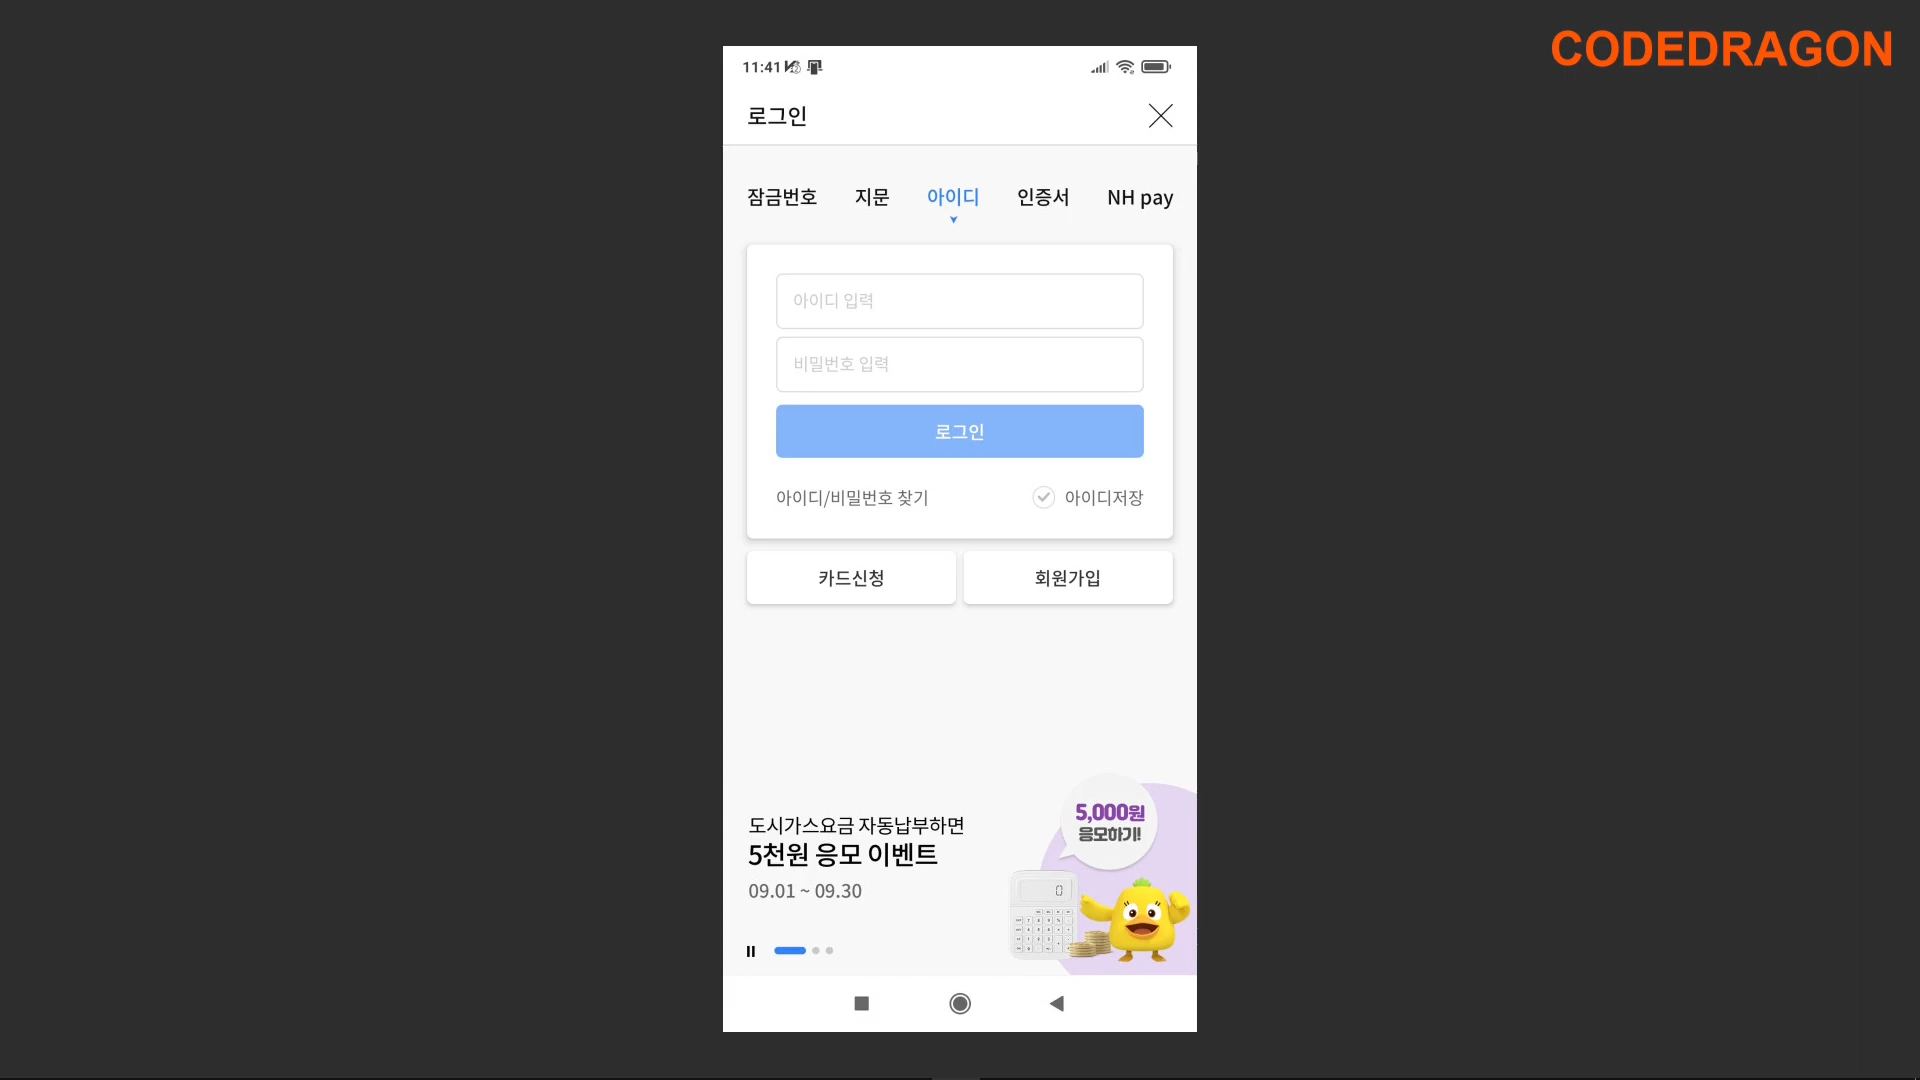 CODEDRAGON
11:41
로그인
잠금번호 지문 아이디 인증서 NH pay
아이디 입력
비밀번호 입력
로그인
아이디/비밀번호 찾기 아이디저장
카드신청 회원가입
5,000원
응모하기!
도시가스요금 자동납부하면
5천원 응모 이벤트
09.01 ~ 09.30
0